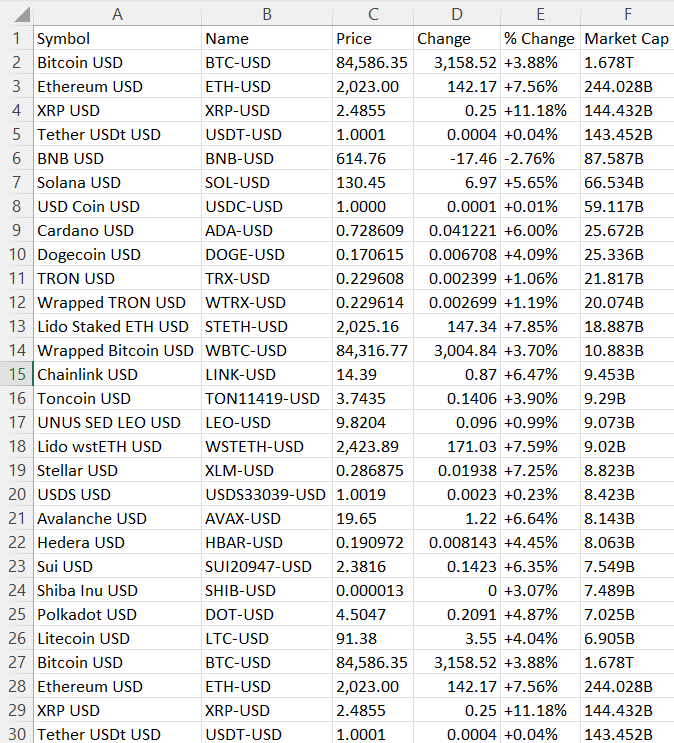 A B C D E F
1 Symbol Name Price Change % Change Market Cap
2 Bitcoin USD BTC-USD 84,586.35 3,158.52 +3.88% 1.678T
3 Ethereum USD ETH-USD 2,023.00 142.17 +7.56% 244.028B
4 XRP USD XRP-USD 2.4855 0.25 +11.18% 144.432B
5 Tether USDt USD USDT-USD 1.0001 0.0004 +0.04% 143.452B
6 BNB USD BNB-USD 614.76 -17.46 -2.76% 87.587B
7 Solana USD SOL-USD 130.45 6.97 +5.65% 66.534B
8 USD Coin USD USDC-USD 1.0000 0.0001 +0.01% 59.117B
9 Cardano USD ADA-USD 0.728609 0.041221 +6.00% 25.672B
10 Dogecoin USD DOGE-USD 0.170615 0.006708 +4.09% 25.336B
11 TRON USD TRX-USD 0.229608 0.002399 +1.06% 21.817B
12 Wrapped TRON USD WTRX-USD 0.229614 0.002699 +1.19% 20.074B
13 Lido Staked ETH USD STETH-USD 2,025.16 147.34 +7.85% 18.887B
14 Wrapped Bitcoin USD WBTC-USD 84,316.77 3,004.84 +3.70% 10.883B
15 Chainlink USD LINK-USD 14.39 0.87 +6.47% 9.453B
16 Toncoin USD TON11419-USD 3.7435 0.1406 +3.90% 9.29B
17 UNUS SED LEO USD LEO-USD 9.8204 0.096 +0.99% 9.073B
18 Lido wstETH USD WSTETH-USD 2,423.89 171.03 +7.59% 9.02B
19 Stellar USD XLM-USD 0.286875 0.01938 +7.25% 8.823B
20 USDS USD USDS33039-USD 1.0019 0.0023 +0.23% 8.423B
21 Avalanche USD AVAX-USD 19.65 1.22 +6.64% 8.143B
22 Hedera USD HBAR-USD 0.190972 0.008143 +4.45% 8.063B
23 Sui USD SUI20947-USD 2.3816 0.1423 +6.35% 7.549B
24 Shiba Inu USD SHIB-USD 0.000013 0 +3.07% 7.489B
25 Polkadot USD DOT-USD 4.5047 0.2091 +4.87% 7.025B
26 Litecoin USD LTC-USD 91.38 3.55 +4.04% 6.905B
27 Bitcoin USD BTC-USD 84,586.35 3,158.52 +3.88% 1.678T
28 Ethereum USD ETH-USD 2,023.00 142.17 +7.56% 244.028B
29 XRP USD XRP-USD 2.4855 0.25 +11.18% 144.432B
30 Tether USDt USD USDT-USD 1.0001 0.0004 +0.04% 143.452B